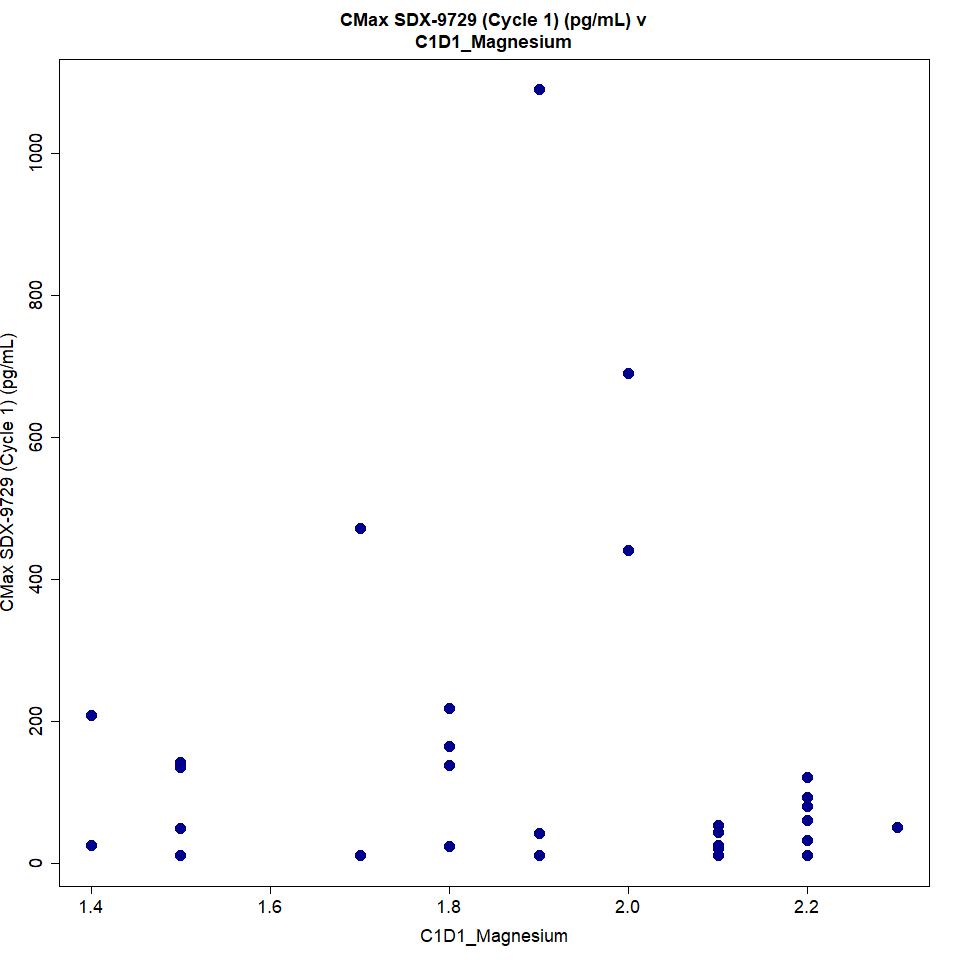 CMax SDX-9729 (Cycle 1) (pg/mL) v
C1D1_Magnesium
1000
800
600
400
200
0
CMax SDX-9729 (Cycle 1) (pg/mL)
1.4 1.6 1.8 2.0 2.2
C1D1_Magnesium